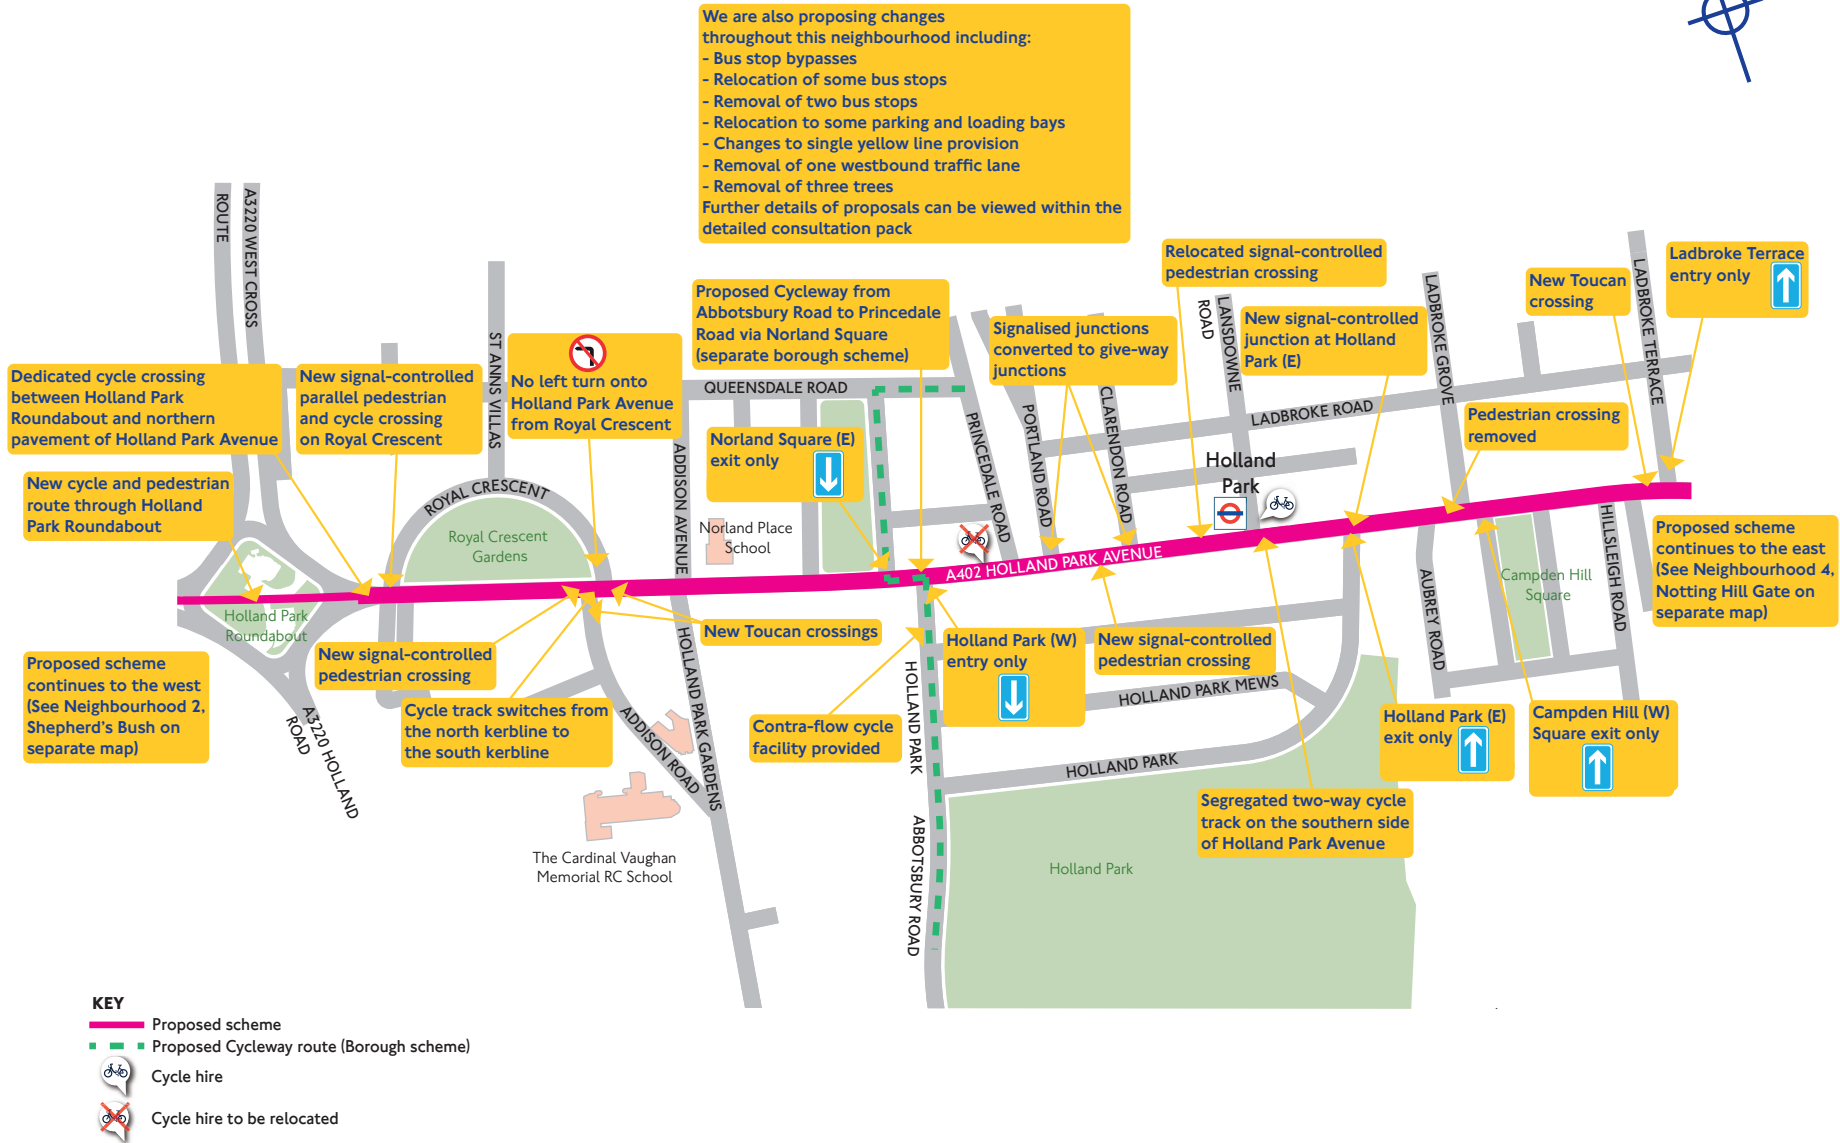 We are also proposing changes
throughout this neighbourhood including:
- Bus stop bypasses
- Relocation of some bus stops
- Removal of two bus stops
- Relocation to some parking and loading bays
- Changes to single yellow line provision
- Removal of one westbound traffic lane
- Removal of three trees
Further details of proposals can be viewed within the
detailed consultation pack
ROUTE
A3220 WEST CROSS
Dedicated cycle crossing
between Holland Park
Roundabout and northern
pavement of Holland Park Avenue
New cycle and pedestrian
route through Holland
Park Roundabout
New signal-controlled
parallel pedestrian
and cycle crossing
on Royal Crescent
ST ANNS VILLAS
No left turn onto
Holland Park Avenue
from Royal Crescent
Proposed Cycleway from
Abbotsbury Road to Princedale
Road via Norland Square
(separate borough scheme)
QUEENSDALE ROAD
Norland Square (E)
exit only
ADDISON AVENUE
Norland Place
School
ROYAL CRESCENT
Royal Crescent
Gardens
Holland Park
Roundabout
Signalised junctions
converted to give-way
junctions
PRINCEDALE ROAD
PORTLAND ROAD
CLARENDON ROAD
Relocated signal-controlled
pedestrian crossing
LANSDOWNE
ROAD
New signal-controlled
junction at Holland
Park (E)
LADBROKE ROAD
LADBROKE GROVE
Holland
Park
Pedestrian crossing
removed
New Toucan
crossing
LADBROKE TERRACE
Ladbroke Terrace
entry only
A402 HOLLAND PARK AVENUE
Proposed scheme
continues to the east
(See Neighbourhood 4,
Notting Hill Gate on
separate map)
HILLSLEIGH ROAD
Campden Hill
Square
AUBREY ROAD
Proposed scheme
continues to the west
(See Neighbourhood 2,
Shepherd's Bush on
separate map)
A3220 HOLLAND
ROAD
New signal-controlled
pedestrian crossing
Cycle track switches from
the north kerbline to
the south kerbline
New Toucan crossings
ADDISON ROAD
HOLLAND PARK GARDENS
The Cardinal Vaughan
Memorial RC School
Contra-flow cycle
facility provided
HOLLAND PARK
Holland Park (W)
entry only
New signal-controlled
pedestrian crossing
HOLLAND PARK MEWS
HOLLAND PARK
ABBOTSBURY ROAD
Segregated two-way cycle
track on the southern side
of Holland Park Avenue
Holland Park (E)
exit only
Campden Hill (W)
Square exit only
Holland Park
KEY
Proposed scheme
Proposed Cycleway route (Borough scheme)
Cycle hire
Cycle hire to be relocated